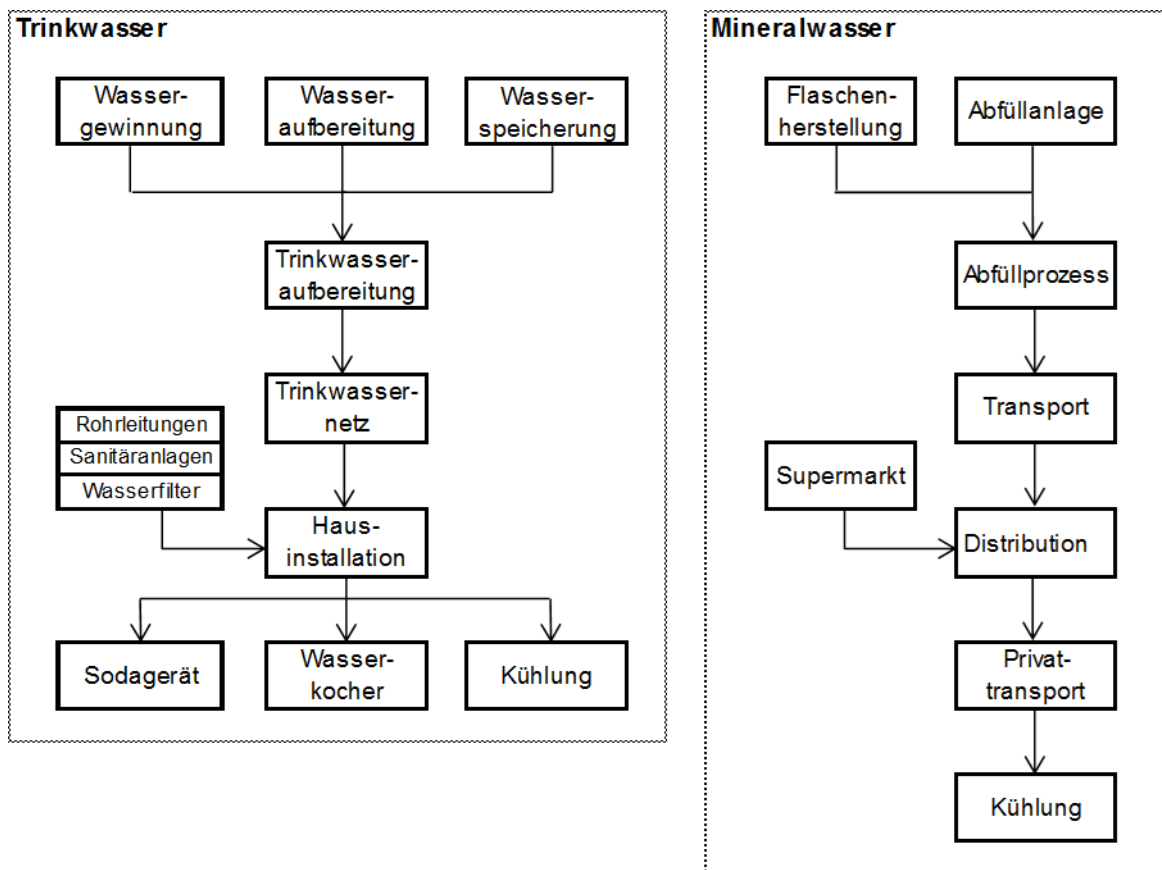 Trinkwasser
Wasser-
gewinnung
Wasser-
aufbereitung
Wasser-
speicherung
Trinkwasser-
aufbereitung
Trinkwasser-
netz
Rohrleitungen
Sanitäranlagen
Wasserfilter
Haus-
installation
Sodagerät
Wasser-
kocher
Kühlung
Mineralwasser
Flaschen-
herstellung
Abfüllanlage
Abfüllprozess
Transport
Supermarkt
Distribution
Privat-
transport
Kühlung